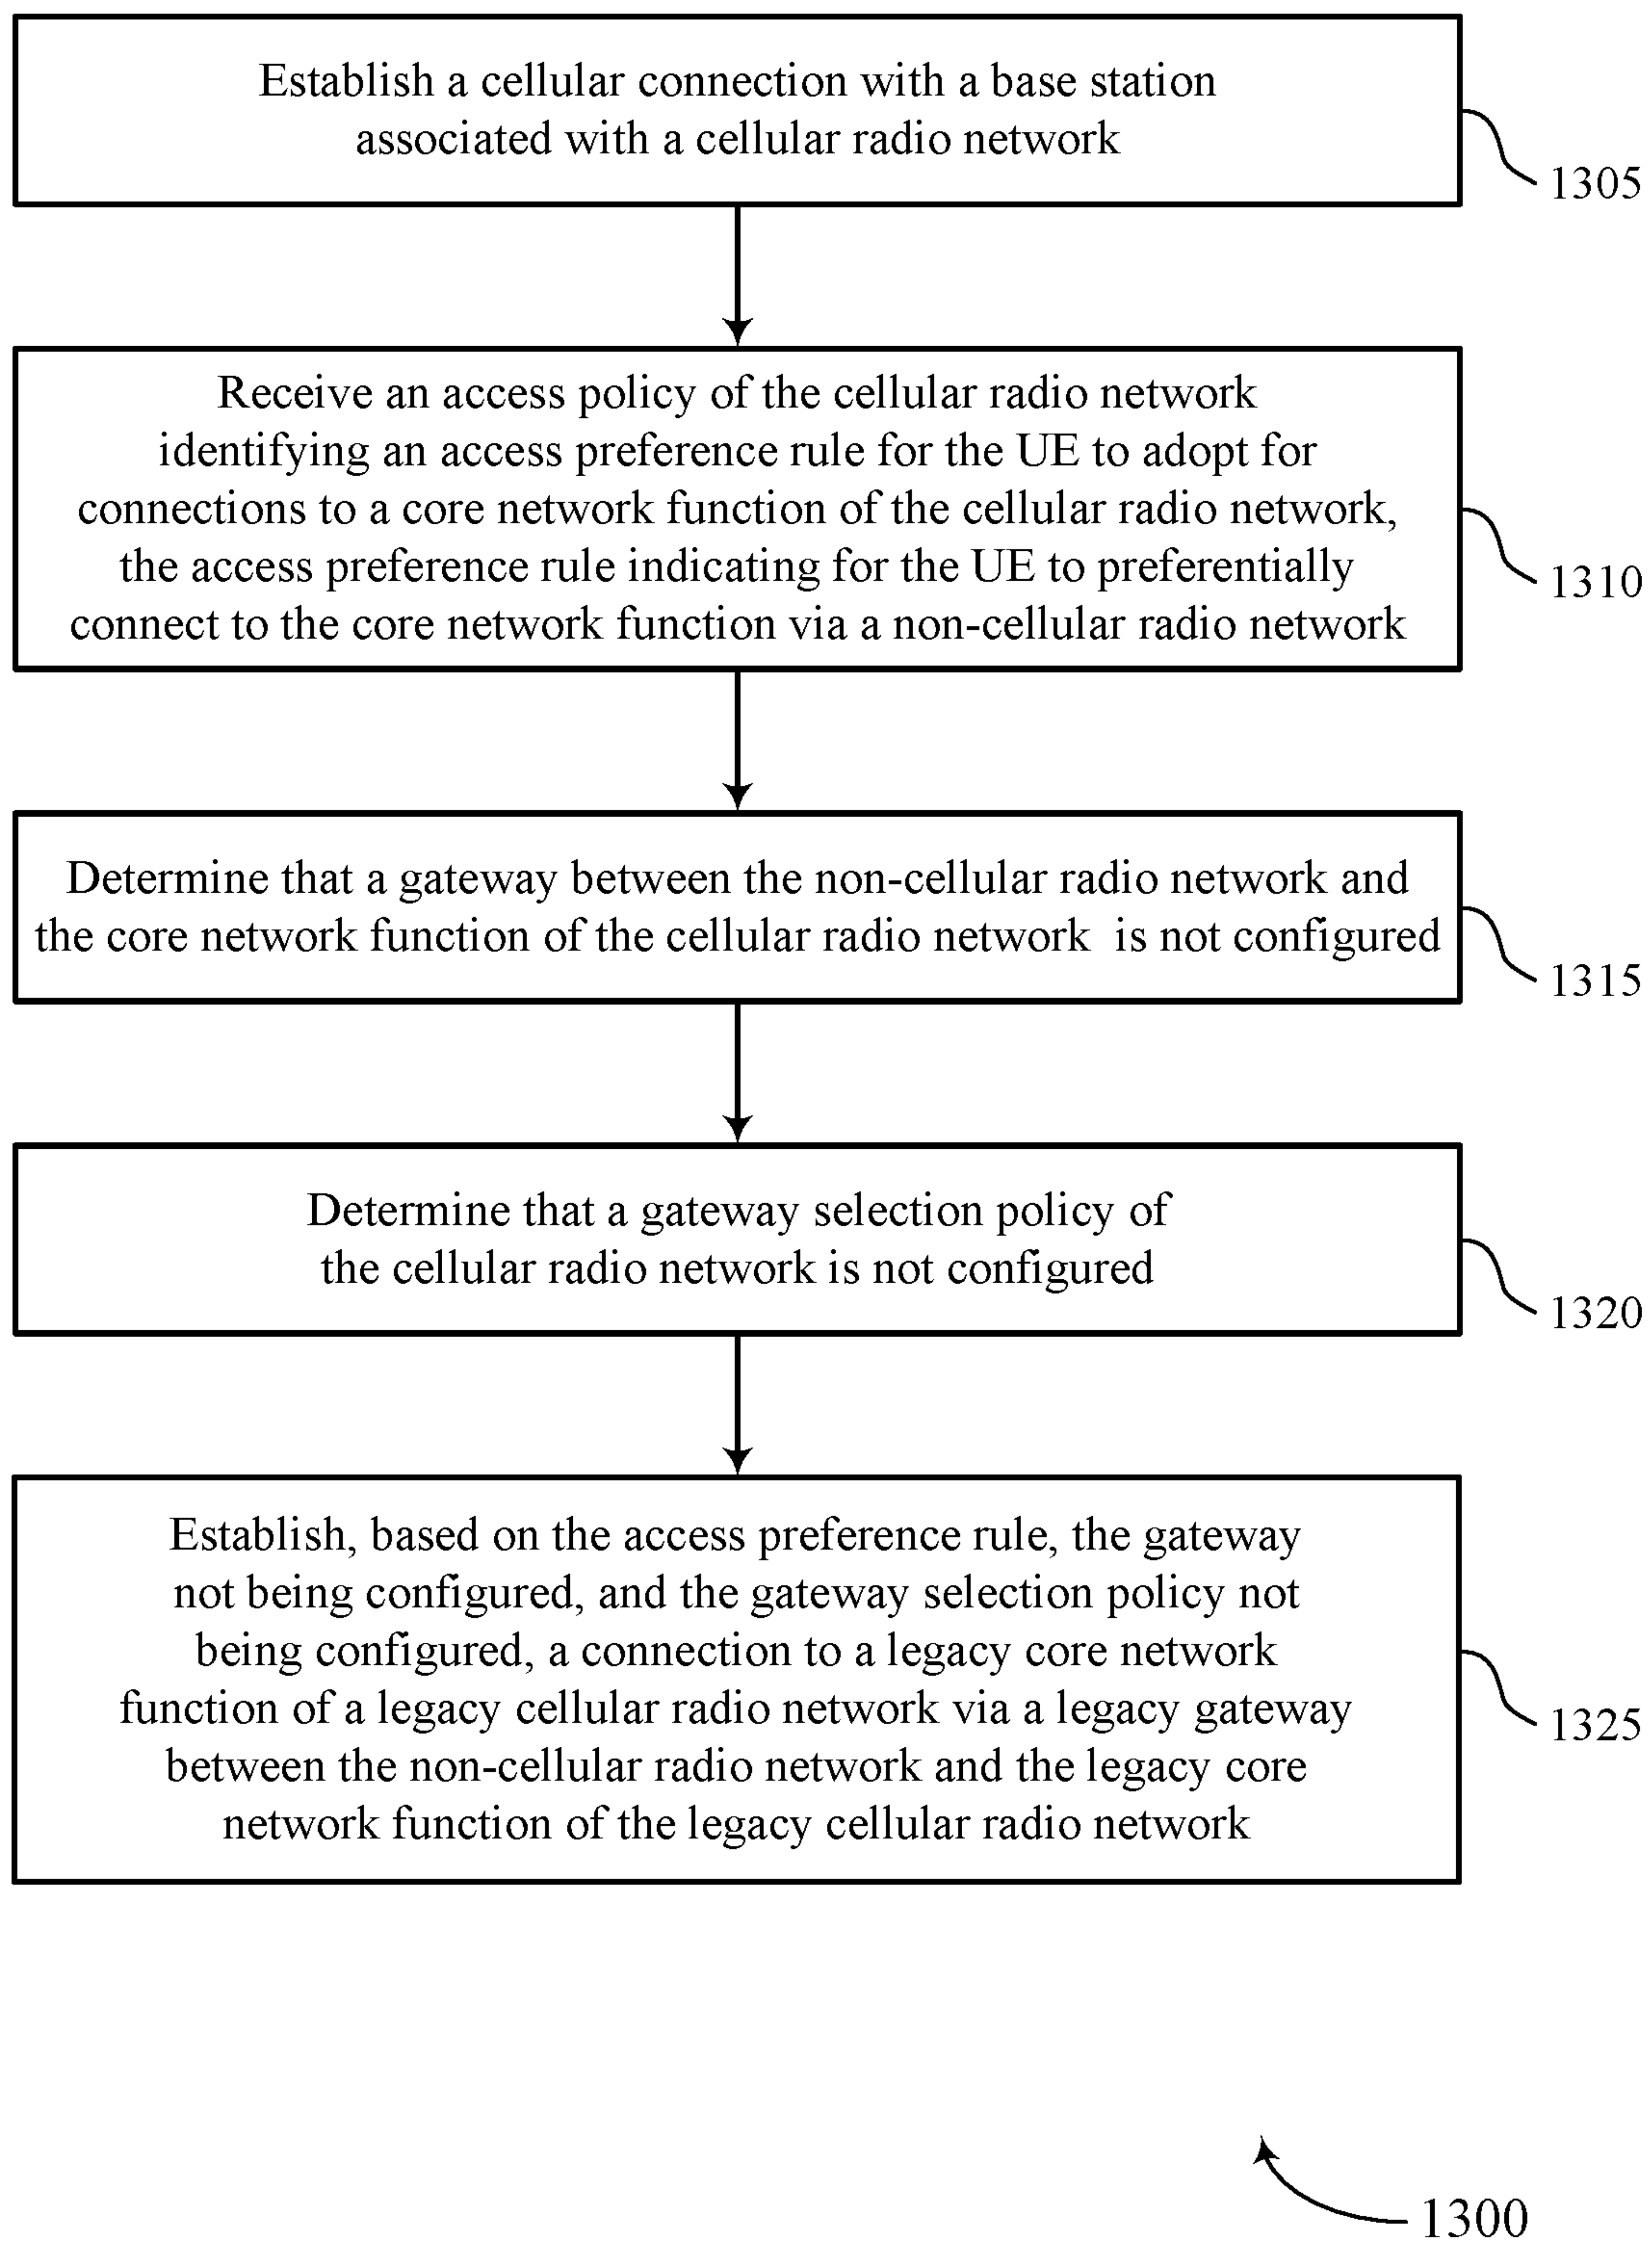 Establish a cellular connection with a base station
associated with a cellular radio network
1305
Receive an access policy of the cellular radio network
identifying an access preference rule for the UE to adopt for
connections to a core network function of the cellular radio network,
the access preference rule indicating for the UE to preferentially
connect to the core network function via a non-cellular radio network
1310
Determine that a gateway between the non-cellular radio network and
the core network function of the cellular radio network is not configured
1315
Determine that a gateway selection policy of
the cellular radio network is not configured
1320
Establish, based on the access preference rule, the gateway
not being configured, and the gateway selection policy not
being configured, a connection to a legacy core network
function of a legacy cellular radio network via a legacy gateway
between the non-cellular radio network and the legacy core
network function of the legacy cellular radio network
1325
1300